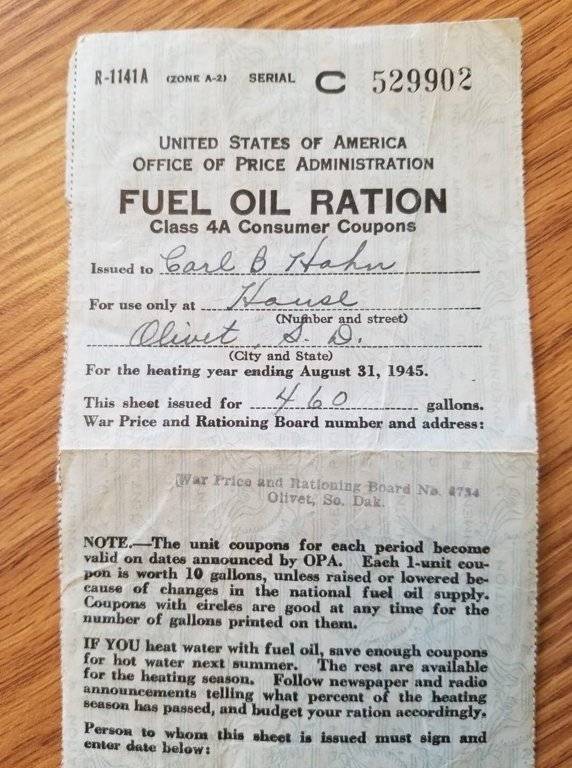 R-1141A (ZONE A-2) SERIAL C 529902
UNITED STATES OF AMERICA
OFFICE OF PRICE ADMINISTRATION
FUEL OIL RATION
Class 4A Consumer Coupons
Issued to Carl B Hahn
For use only at House
(Number and street)
Olivet, S. D.
(City and State)
For the heating year ending August 31, 1945.
This sheet issued for 460 gallons.
War Price and Rationing Board number and address:
War Price and Rationing Board No. 4734
Olivet, So. Dak.
NOTE.—The unit coupons for each period become
valid on dates announced by OPA. Each 1-unit cou-
pon is worth 10 gallons, unless raised or lowered be-
cause of changes in the national fuel oil supply.
Coupons with circles are good at any time for the
number of gallons printed on them.
IF YOU heat water with fuel oil, save enough coupons
for hot water next summer. The rest are available
for the heating season. Follow newspaper and radio
announcements telling what percent of the heating
season has passed, and budget your ration accordingly.
Person to whom this sheet is issued must sign and
enter date below: